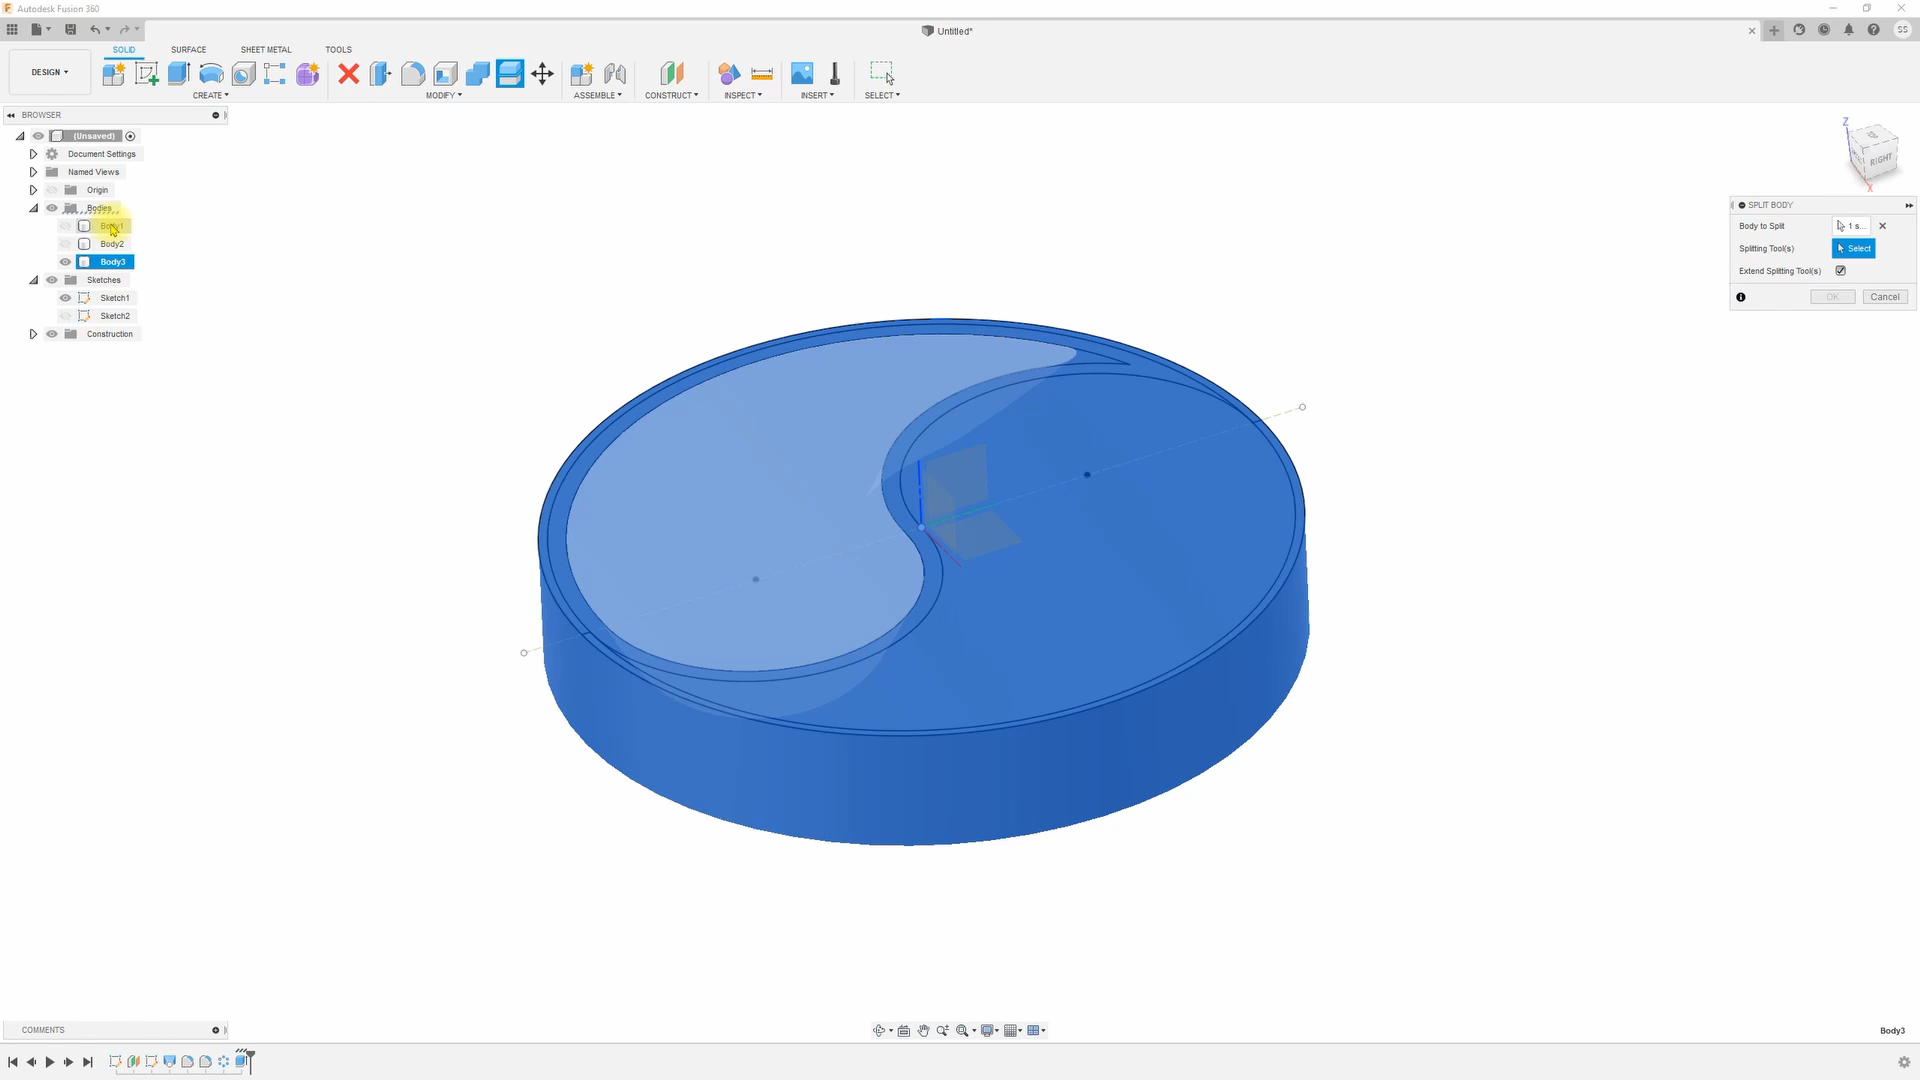 Autodesk Fusion 360
Untitled*
SS
DESIGN
SOLID
SURFACE
SHEET METAL
TOOLS
CREATE
MODIFY
ASSEMBLE
CONSTRUCT
INSPECT
INSERT
SELECT
BROWSER
(Unsaved)
Document Settings
Named Views
Origin
Bodies
Body1
Body2
Body3
Sketches
Sketch1
Sketch2
Construction
Z
RIGHT
X
SPLIT BODY
Body to Split
1 s...
Splitting Tool(s)
Select
Extend Splitting Tool(s)
OK
Cancel
COMMENTS
Body3